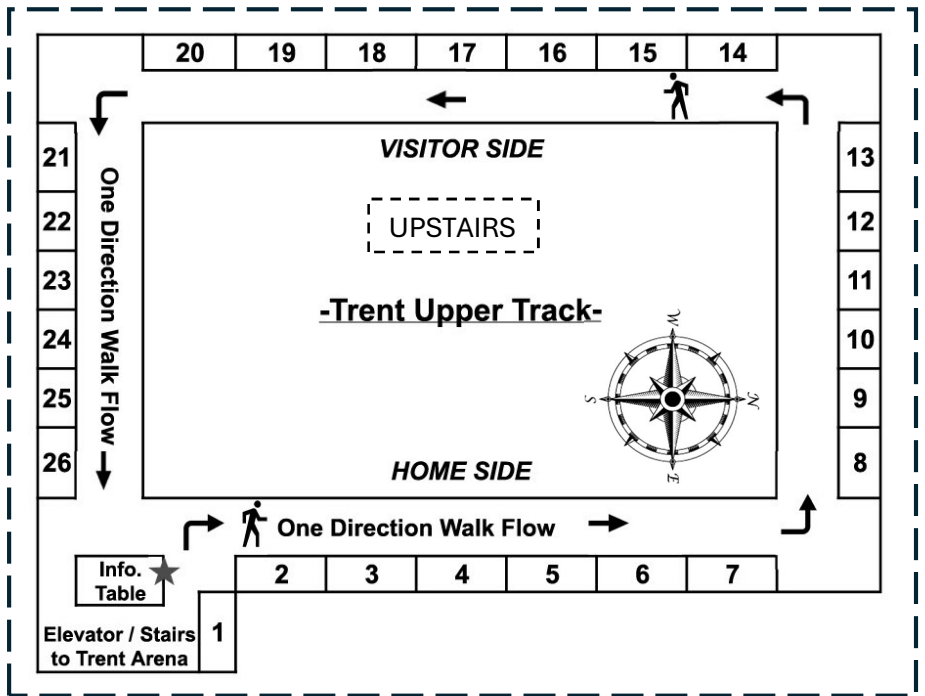 20 19 18 17 16 15 14
VISITOR SIDE
21
22
23
24
25
26
One Direction Walk Flow
13
12
11
10
9
8
UPSTAIRS
-Trent Upper Track-
W
S
N
E
HOME SIDE
One Direction Walk Flow
Info.
Table
2 3 4 5 6 7
1
Elevator / Stairs
to Trent Arena